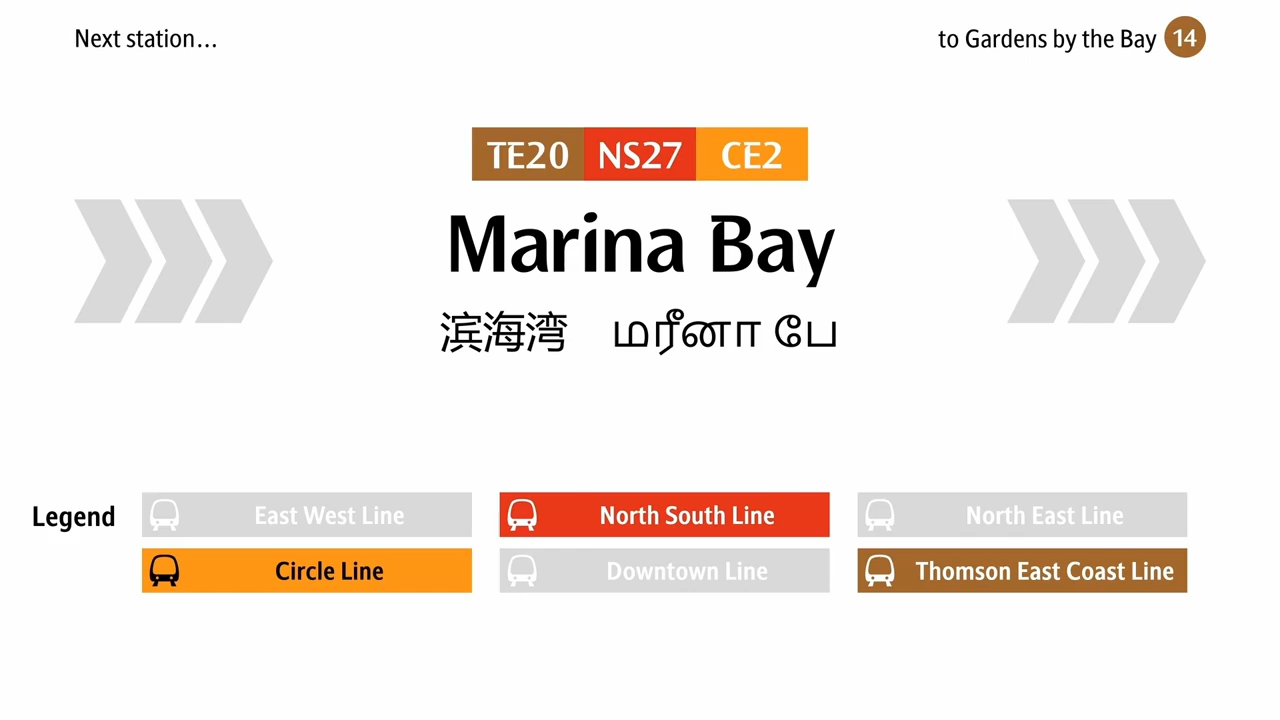 Next station...
to Gardens by the Bay 14
TE20 NS27 CE2
Marina Bay
滨海湾 மரீனா பே
Legend
East West Line
North South Line
North East Line
Circle Line
Downtown Line
Thomson East Coast Line